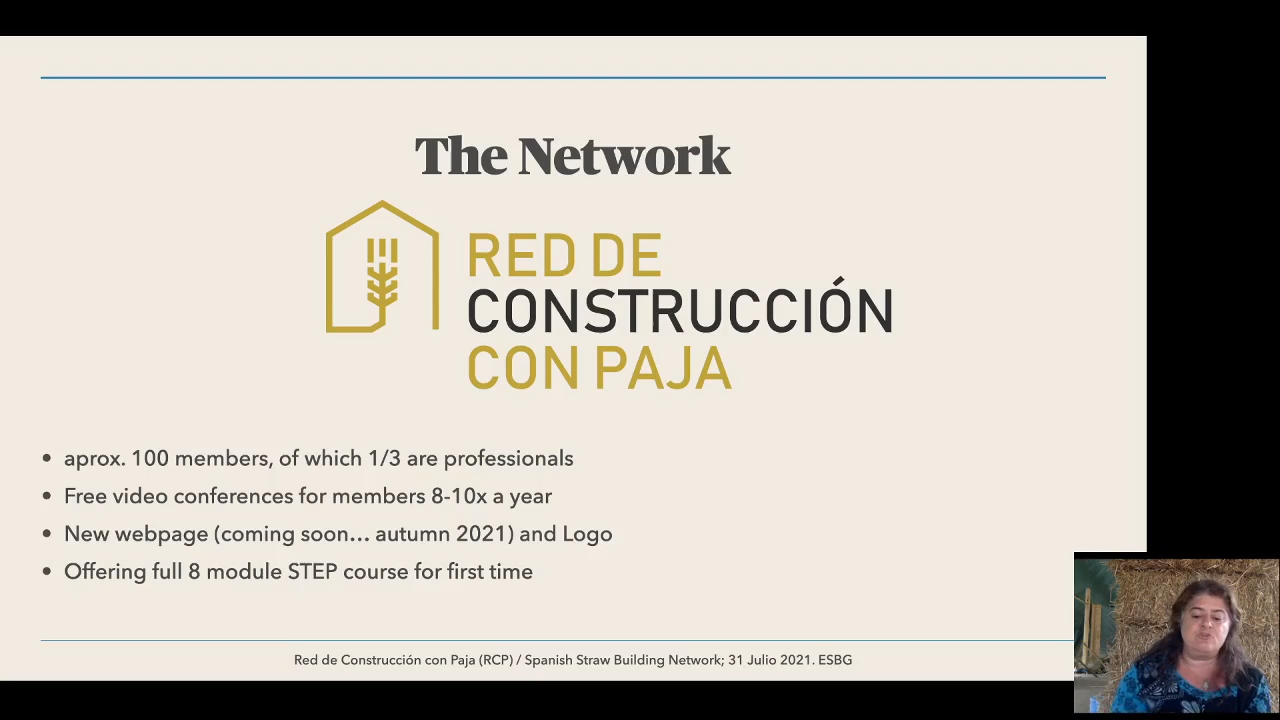 The Network
RED DE
CONSTRUCCIÓN
CON PAJA
• aprox. 100 members, of which 1/3 are professionals
• Free video conferences for members 8-10x a year
• New webpage (coming soon… autumn 2021) and Logo
• Offering full 8 module STEP course for first time
Red de Construcción con Paja (RCP) / Spanish Straw Building Network; 31 Julio 2021. ESBG